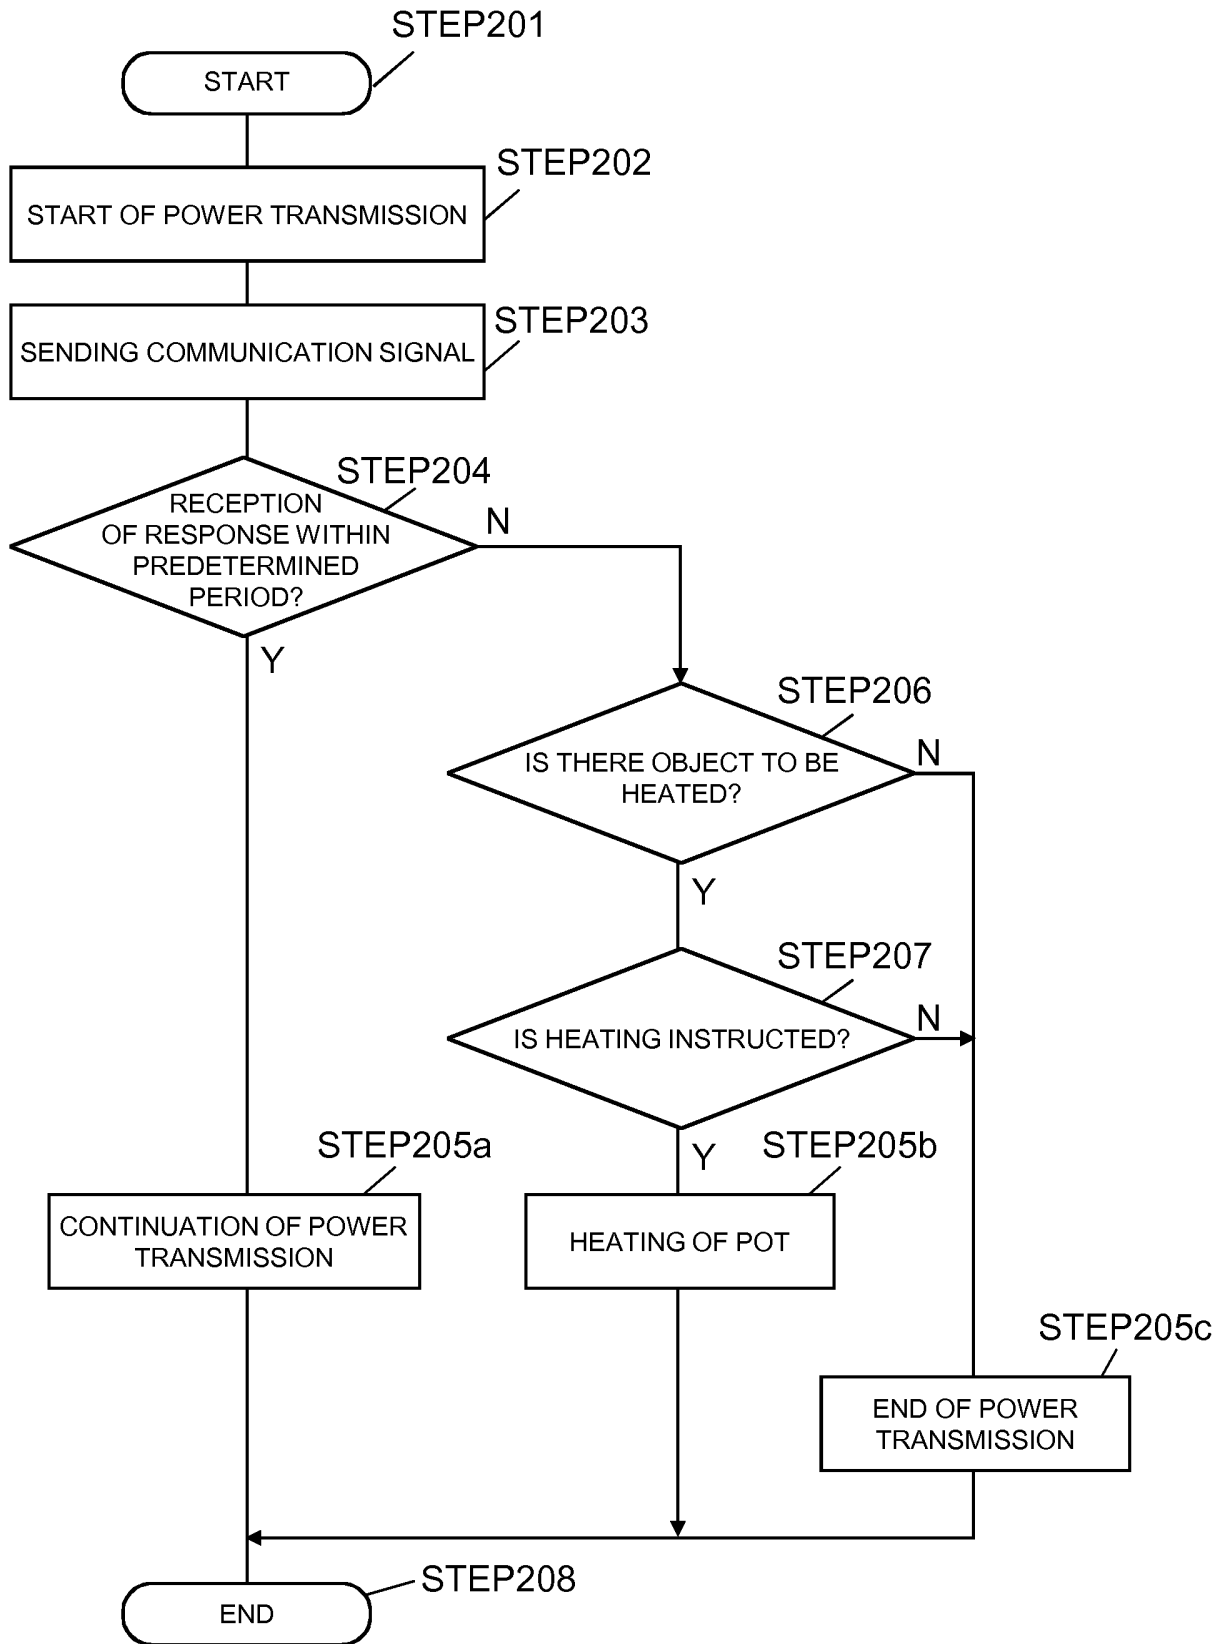 STEP201
START
STEP202
START OF POWER TRANSMISSION
STEP203
SENDING COMMUNICATION SIGNAL
STEP204
RECEPTION
OF RESPONSE WITHIN
PREDETERMINED
PERIOD?
N
Y
STEP206
IS THERE OBJECT TO BE
HEATED?
N
Y
STEP207
IS HEATING INSTRUCTED?
N
Y
STEP205a
CONTINUATION OF POWER
TRANSMISSION
STEP205b
HEATING OF POT
STEP205c
END OF POWER
TRANSMISSION
STEP208
END